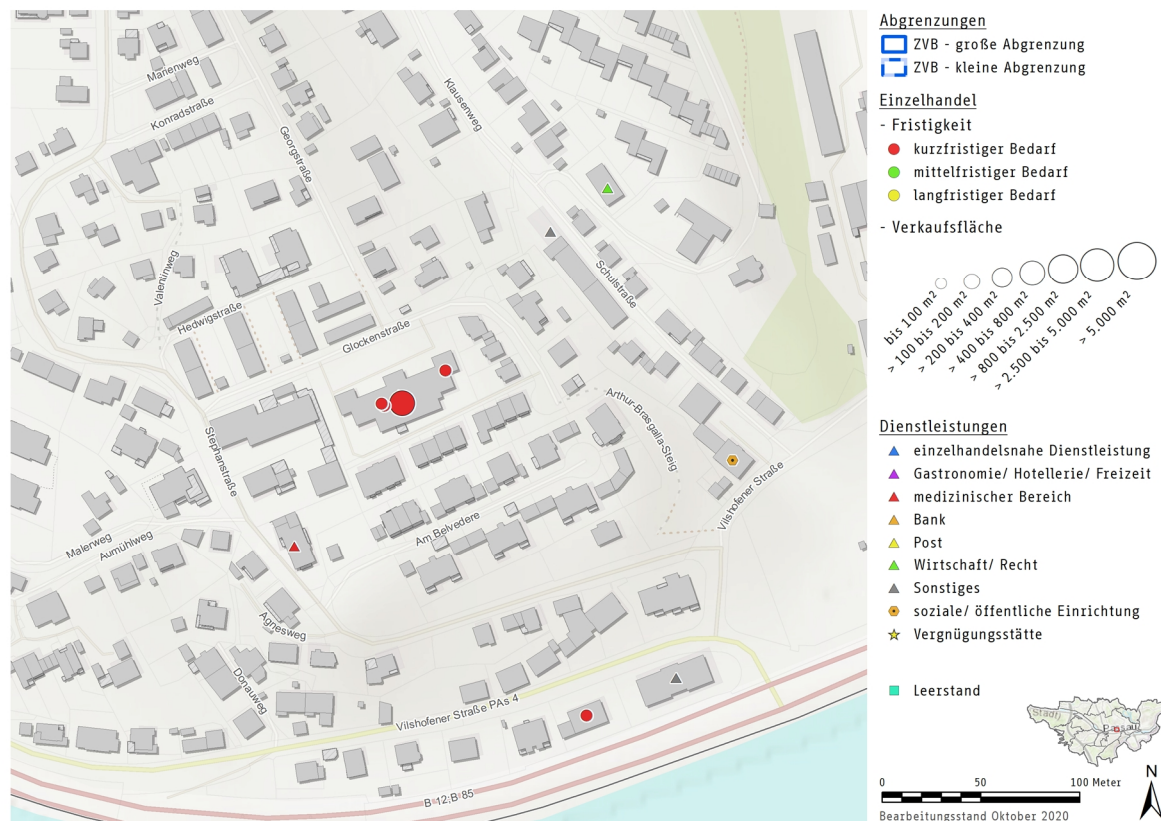 Marienweg
Konradstraße
Georgstraße
Klausenweg
Valentinweg
Hedwigstraße
Glockenstraße
Schulstraße
Arthur-Brasgalla-Steig
Stephanstraße
Vilshofener Straße
Am Belvedere
Malerweg
Aumühlweg
Agnesweg
Donauweg
Vilshofener Straße PAs 4
B 12;B 85
Abgrenzungen
ZVB - große Abgrenzung
ZVB - kleine Abgrenzung
Einzelhandel
- Fristigkeit
kurzfristiger Bedarf
mittelfristiger Bedarf
langfristiger Bedarf
- Verkaufsfläche
bis 100 m²
> 100 bis 200 m²
> 200 bis 400 m²
> 400 bis 800 m²
> 800 bis 2.500 m²
> 2.500 bis 5.000 m²
> 5.000 m²
Dienstleistungen
einzelhandelsnahe Dienstleistung
Gastronomie/ Hotellerie/ Freizeit
medizinischer Bereich
Bank
Post
Wirtschaft/ Recht
Sonstiges
soziale/ öffentliche Einrichtung
Vergnügungsstätte
Leerstand
Stadt)
Passau
N
0 50 100 Meter
Bearbeitungsstand Oktober 2020